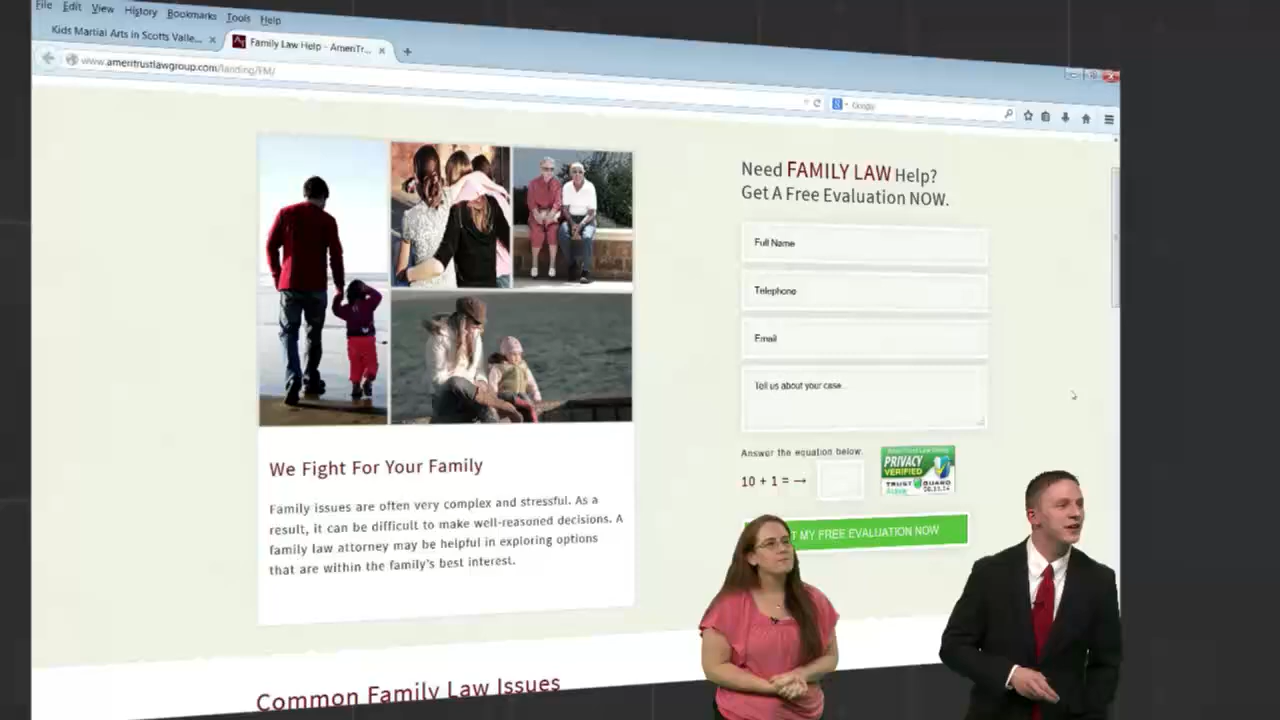 File Edit View History Bookmarks Tools Help
Kids Martial Arts in Scotts Valle...
Family Law Help - AmeriTr...
www.ameritrustlawgroup.com/landing/FM/
Google
Need FAMILY LAW Help?
Get A Free Evaluation NOW.
Full Name
Telephone
Email
Tell us about your case..
Answer the equation below.
10 + 1 = →
PRIVACY
VERIFIED
TRUST GUARD
T MY FREE EVALUATION NOW
We Fight For Your Family
Family issues are often very complex and stressful. As a
result, it can be difficult to make well-reasoned decisions. A
family law attorney may be helpful in exploring options
that are within the family's best interest.
Common Family Law Issues